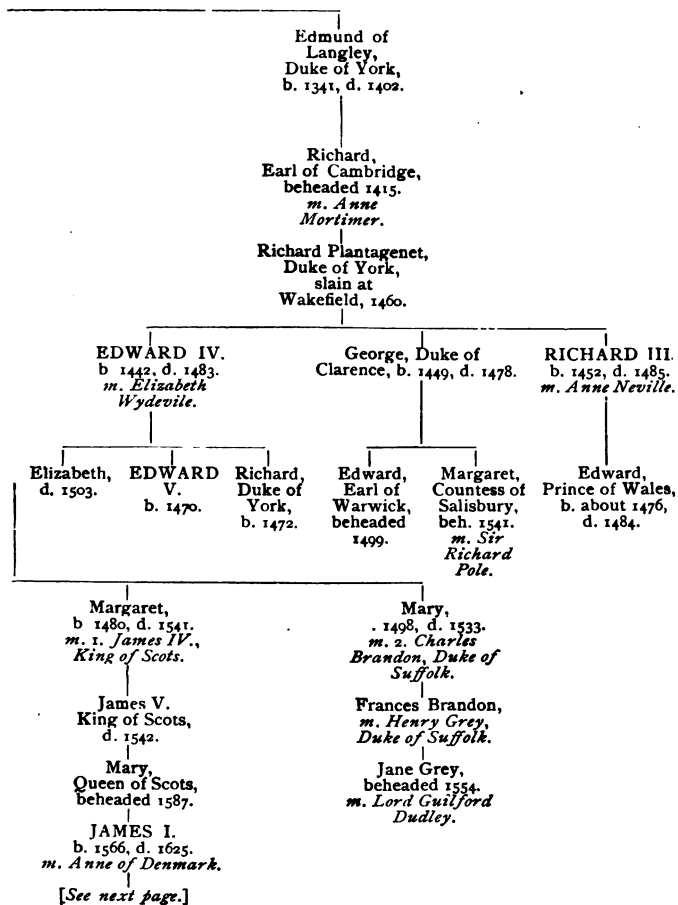 Edmund of
Langley,
Duke of York,
b. 1341, d. 1402.
Richard,
Earl of Cambridge,
beheaded 1415.
m. Anne
Mortimer.
Richard Plantagenet,
Duke of York,
slain at
Wakefield, 1460.
EDWARD IV.
b 1442, d. 1483.
m. Elizabeth
Wydevile.
George, Duke of
Clarence, b. 1449, d. 1478.
RICHARD III.
b. 1452, d. 1485.
m. Anne Neville.
Elizabeth,
d. 1503.
EDWARD
V.
b. 1470.
Richard,
Duke of
York,
b. 1472.
Edward,
Earl of
Warwick,
beheaded
1499.
Margaret,
Countess of
Salisbury,
beh. 1541.
m. Sir
Richard
Pole.
Edward,
Prince of Wales,
b. about 1476,
d. 1484.
Margaret,
b 1480, d. 1541.
m. 1. James IV.,
King of Scots.
James V.
King of Scots,
d. 1542.
Mary,
Queen of Scots,
beheaded 1587.
JAMES I.
b. 1566, d. 1625.
m. Anne of Denmark.
[See next page.]
Mary,
. 1498, d. 1533.
m. 2. Charles
Brandon, Duke of
Suffolk.
Frances Brandon,
m. Henry Grey,
Duke of Suffolk.
Jane Grey,
beheaded 1554.
m. Lord Guilford
Dudley.